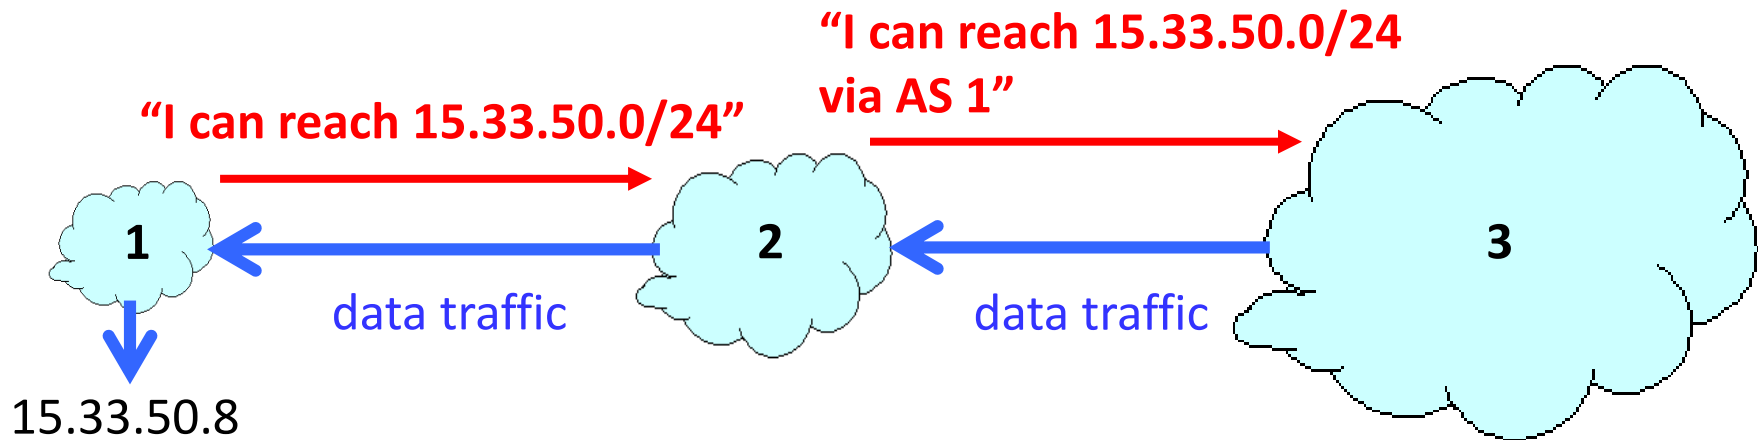 “I can reach 15.33.50.0/24
via AS 1”
“I can reach 15.33.50.0/24”
1
2
3
data traffic
data traffic
15.33.50.8